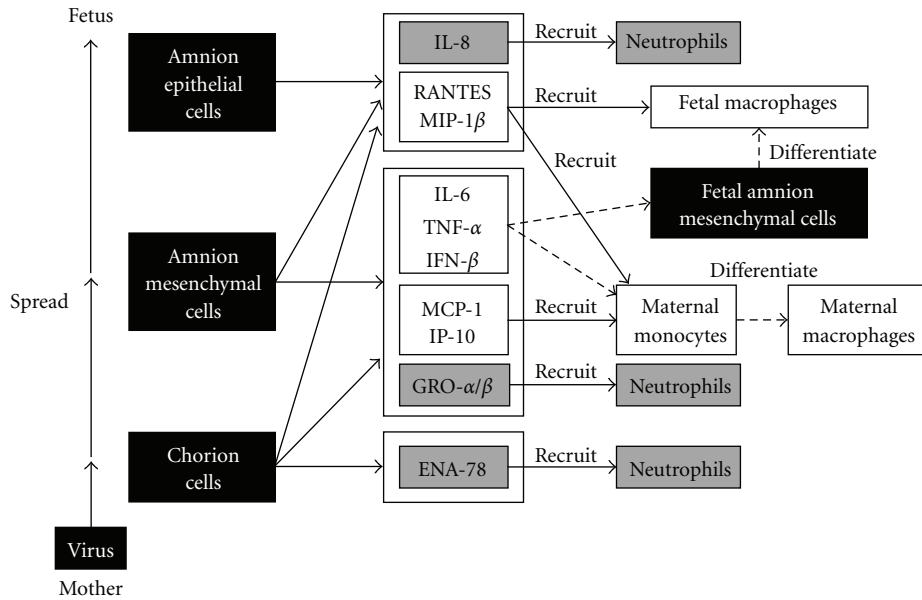 Fetus
Spread
Virus
Mother
Amnion
epithelial
cells
Amnion
mesenchymal
cells
Chorion
cells
IL-8
RANTES
MIP-1β
IL-6
TNF-α
IFN-β
MCP-1
IP-10
GRO-α/β
ENA-78
Recruit
Neutrophils
Recruit
Fetal macrophages
Recruit
Differentiate
Fetal amnion
mesenchymal cells
Differentiate
Recruit
Maternal
monocytes
Maternal
macrophages
Recruit
Neutrophils
Recruit
Neutrophils